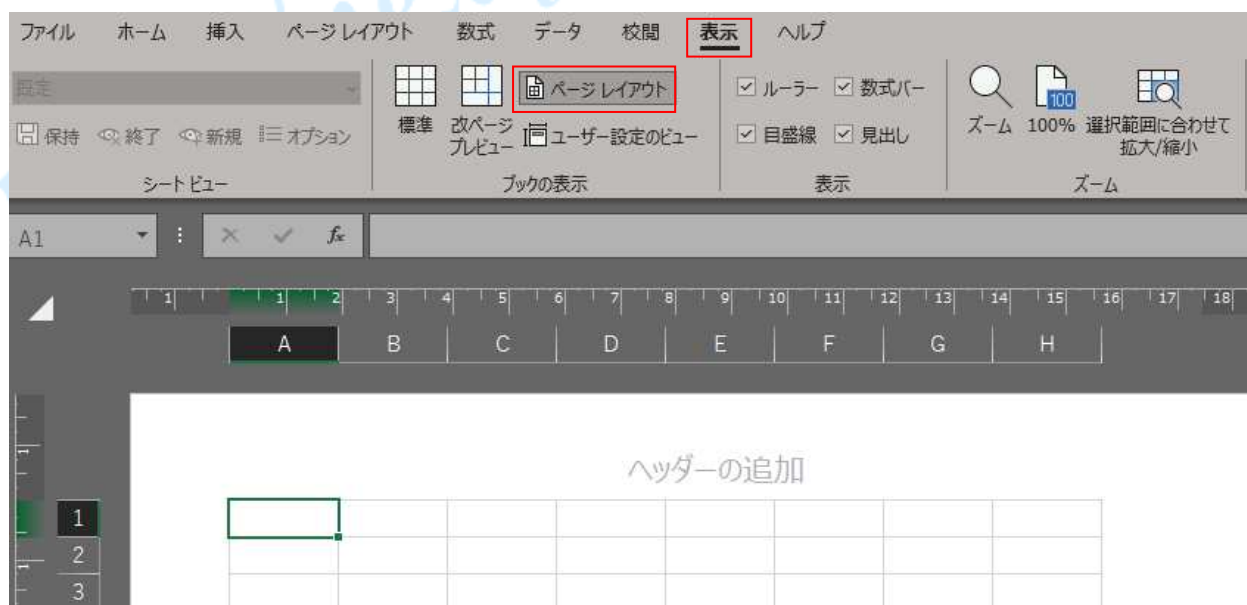 ファイル ホーム 挿入 ページ レイアウト 数式 データ 校閲 表示 ヘルプ
既定
保持 終了 新規 オプション
シート ビュー
標準 改ページ プレビュー ページ レイアウト
ユーザー設定のビュー
ブックの表示
ルーラー 数式バー
目盛線 見出し
表示
ズーム 100 100% 選択範囲に合わせて
拡大/縮小
ズーム
A1 fx
1 1 2 3 4 5 6 7 8 9 10 11 12 13 14 15 16 17 18
A B C D E F G H
ヘッダーの追加
1
1
2
1
3